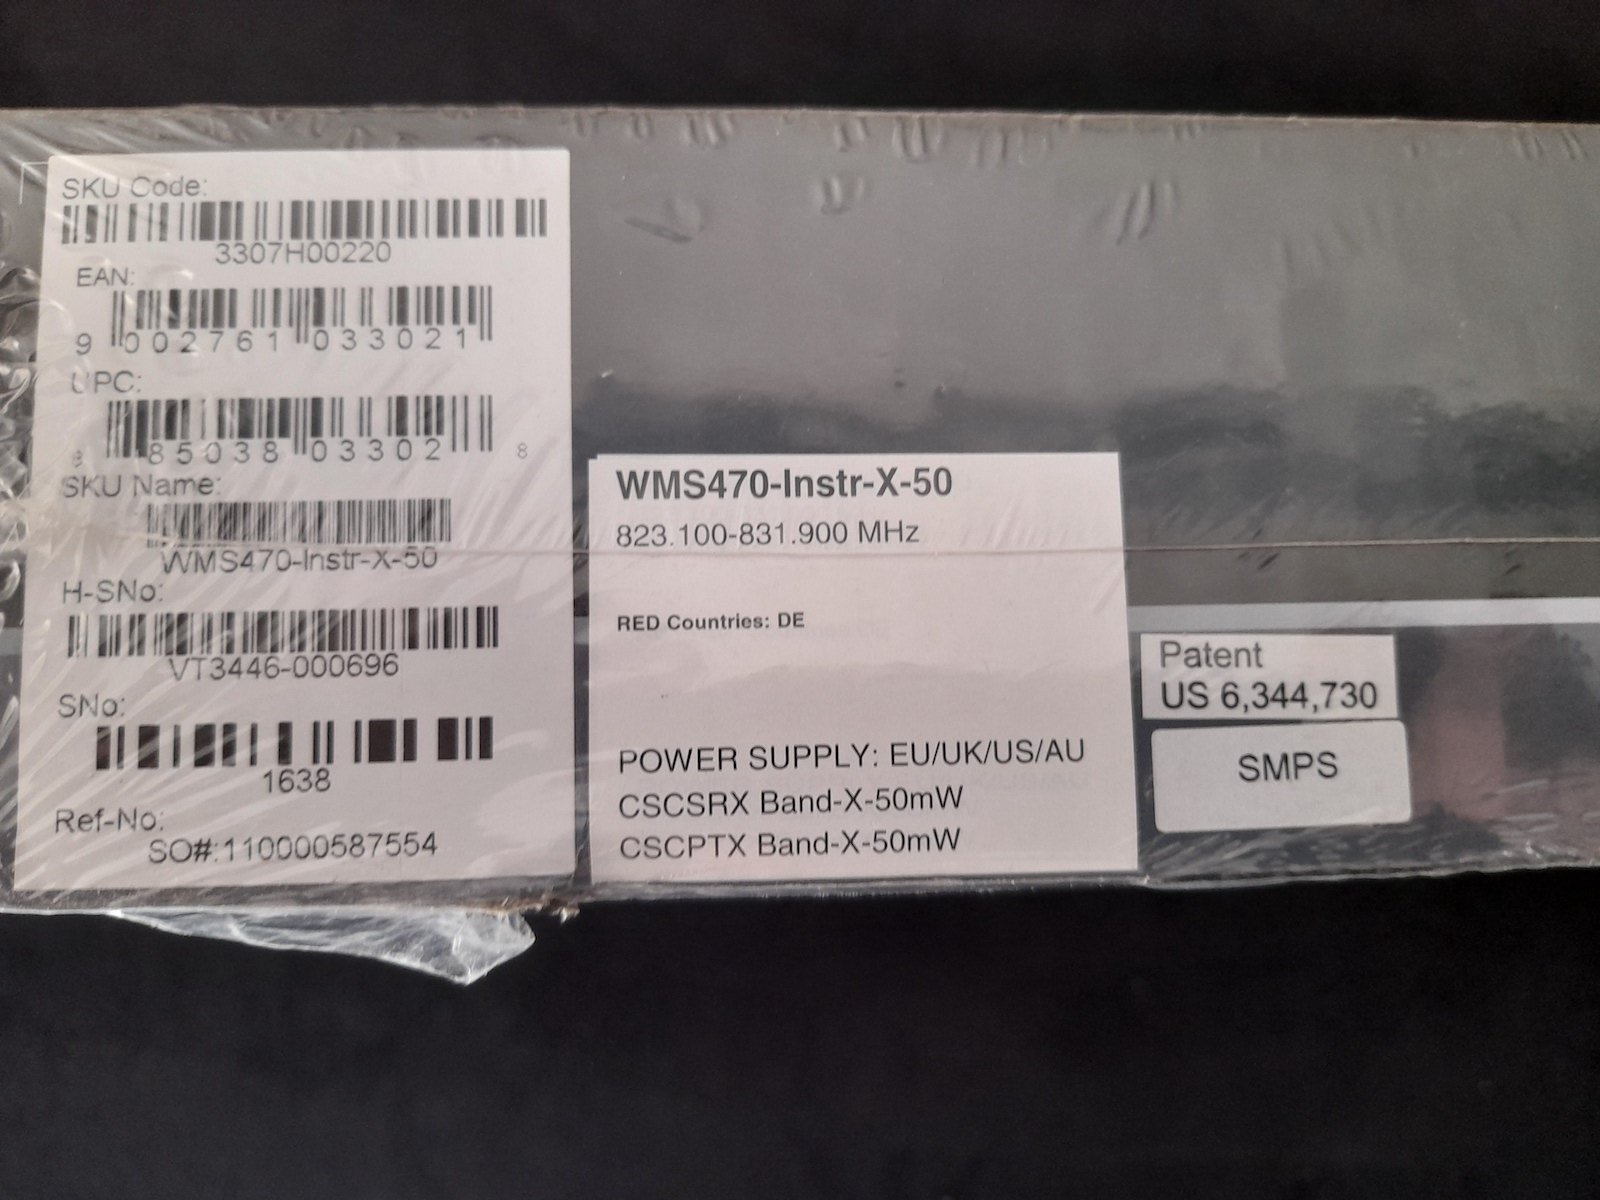 SKU Code:
3307H00220
EAN:
9 002761 033021
UPC:
8 85038 03302 8
SKU Name:
WMS470-Instr-X-50
H-SNo:
VT3446-000696
SNo:
1638
Ref-No:
SO#:110000587554
WMS470-Instr-X-50
823.100-831.900 MHz
RED Countries: DE
POWER SUPPLY: EU/UK/US/AU
CSCSRX Band-X-50mW
CSCPTX Band-X-50mW
Patent
US 6,344,730
SMPS